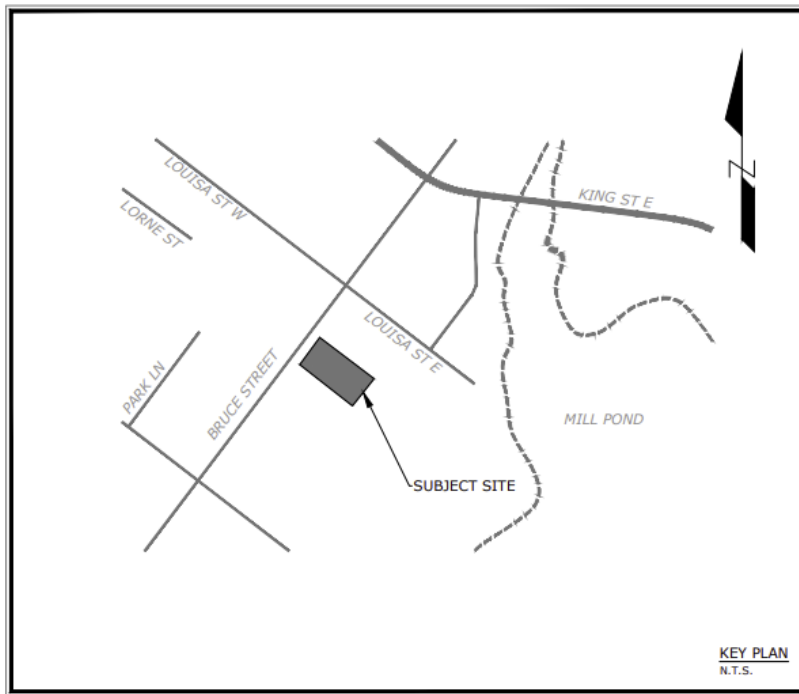 LOUISA ST W
LORNE ST
KING ST E
N
LOUISA ST E
PARK LN
BRUCE STREET
MILL POND
SUBJECT SITE
KEY PLAN
N.T.S.